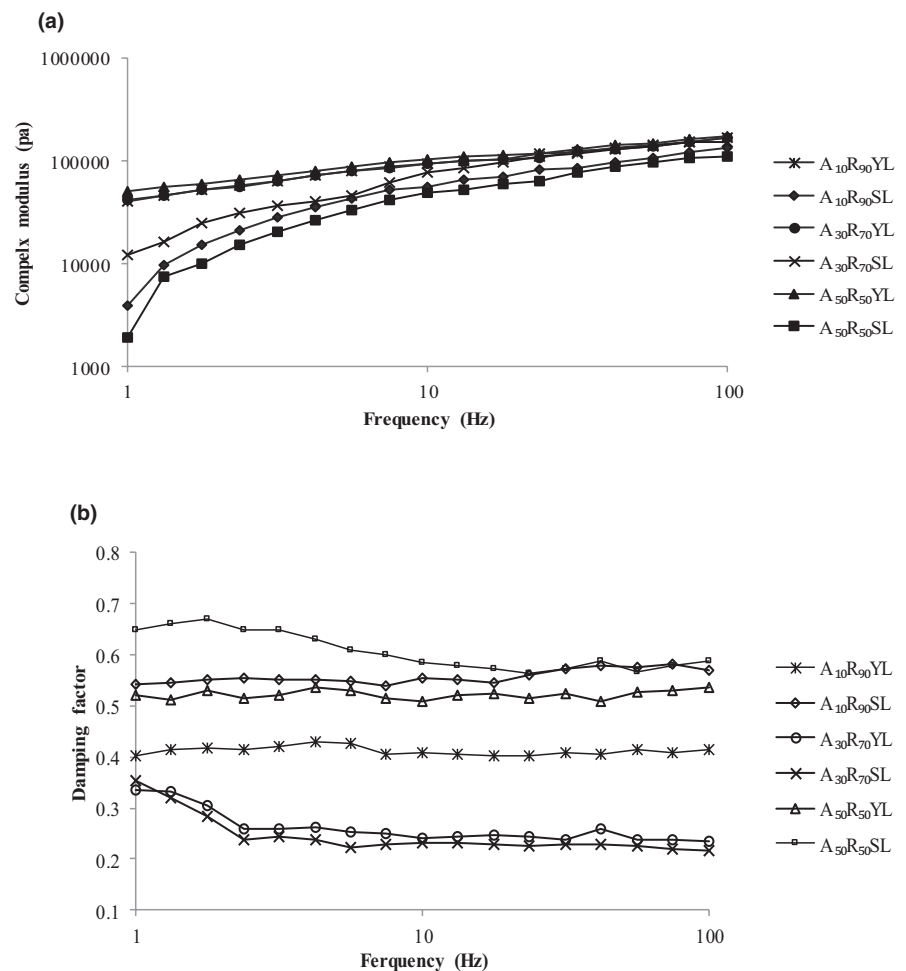 (a)
1000000
100000
10000
1000
1 10 100
Compelx modulus (pa)
Frequency (Hz)
A10R90YL
A10R90SL
A30R70YL
A30R70SL
A50R50YL
A50R50SL
(b)
0.8
0.7
0.6
0.5
0.4
0.3
0.2
0.1
1 10 100
Damping factor
Ferquency (Hz)
A10R90YL
A10R90SL
A30R70YL
A30R70SL
A50R50YL
A50R50SL